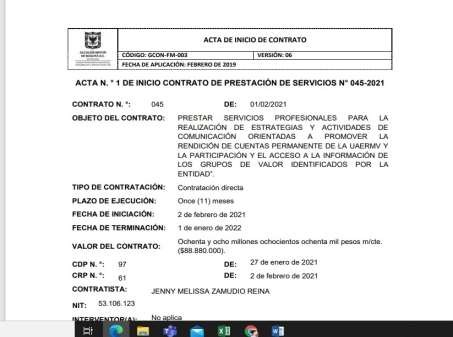 ACTA DE INICIO DE CONTRATO
CÓDIGO: GCON-FM-003 VERSIÓN: 06
FECHA DE APLICACIÓN: FEBRERO DE 2019
ACTA N. ° 1 DE INICIO CONTRATO DE PRESTACIÓN DE SERVICIOS N° 045-2021
CONTRATO N. °: 045 DE: 01/02/2021
OBJETO DEL CONTRATO: PRESTAR SERVICIOS PROFESIONALES PARA LA
REALIZACIÓN DE ESTRATEGIAS Y ACTIVIDADES DE
COMUNICACIÓN ORIENTADAS A PROMOVER LA
RENDICIÓN DE CUENTAS PERMANENTE DE LA UAERMV Y
LA PARTICIPACIÓN Y EL ACCESO A LA INFORMACIÓN DE
LOS GRUPOS DE VALOR IDENTIFICADOS POR LA
ENTIDAD".
TIPO DE CONTRATACIÓN: Contratación directa
PLAZO DE EJECUCIÓN: Once (11) meses
FECHA DE INICIACIÓN: 2 de febrero de 2021
FECHA DE TERMINACIÓN: 1 de enero de 2022
VALOR DEL CONTRATO: Ochenta y ocho millones ochocientos ochenta mil pesos m/cte.
($88.880.000).
CDP N. °: 97 DE: 27 de enero de 2021
CRP N. °: 61 DE: 2 de febrero de 2021
CONTRATISTA: JENNY MELISSA ZAMUDIO REINA
NIT: 53.106.123
INTERVENTOR(A): No aplica